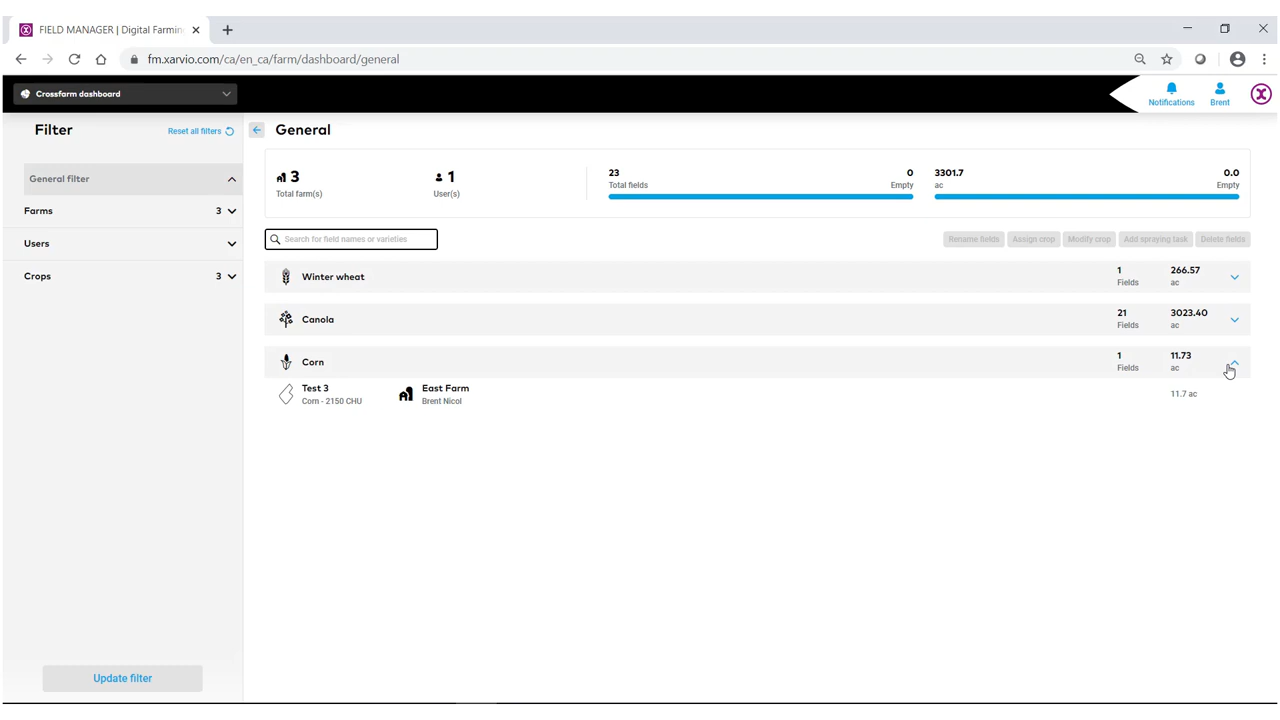 FIELD MANAGER | Digital Farming
fm.xarvio.com/ca/en_ca/farm/dashboard/general
Crossfarm dashboard
Notifications
Brent
Filter
Reset all filters
General
General filter
3
Total farm(s)
1
User(s)
23
Total fields
0
Empty
3301.7
ac
0.0
Empty
Farms 3
Users
Crops 3
Search for field names or varieties
Rename fields Assign crop Modify crop Add spraying task Delete fields
Winter wheat
1
Fields
266.57
ac
Canola
21
Fields
3023.40
ac
Corn
1
Fields
11.73
ac
Test 3
Corn - 2150 CHU
East Farm
Brent Nicol
11.7 ac
Update filter